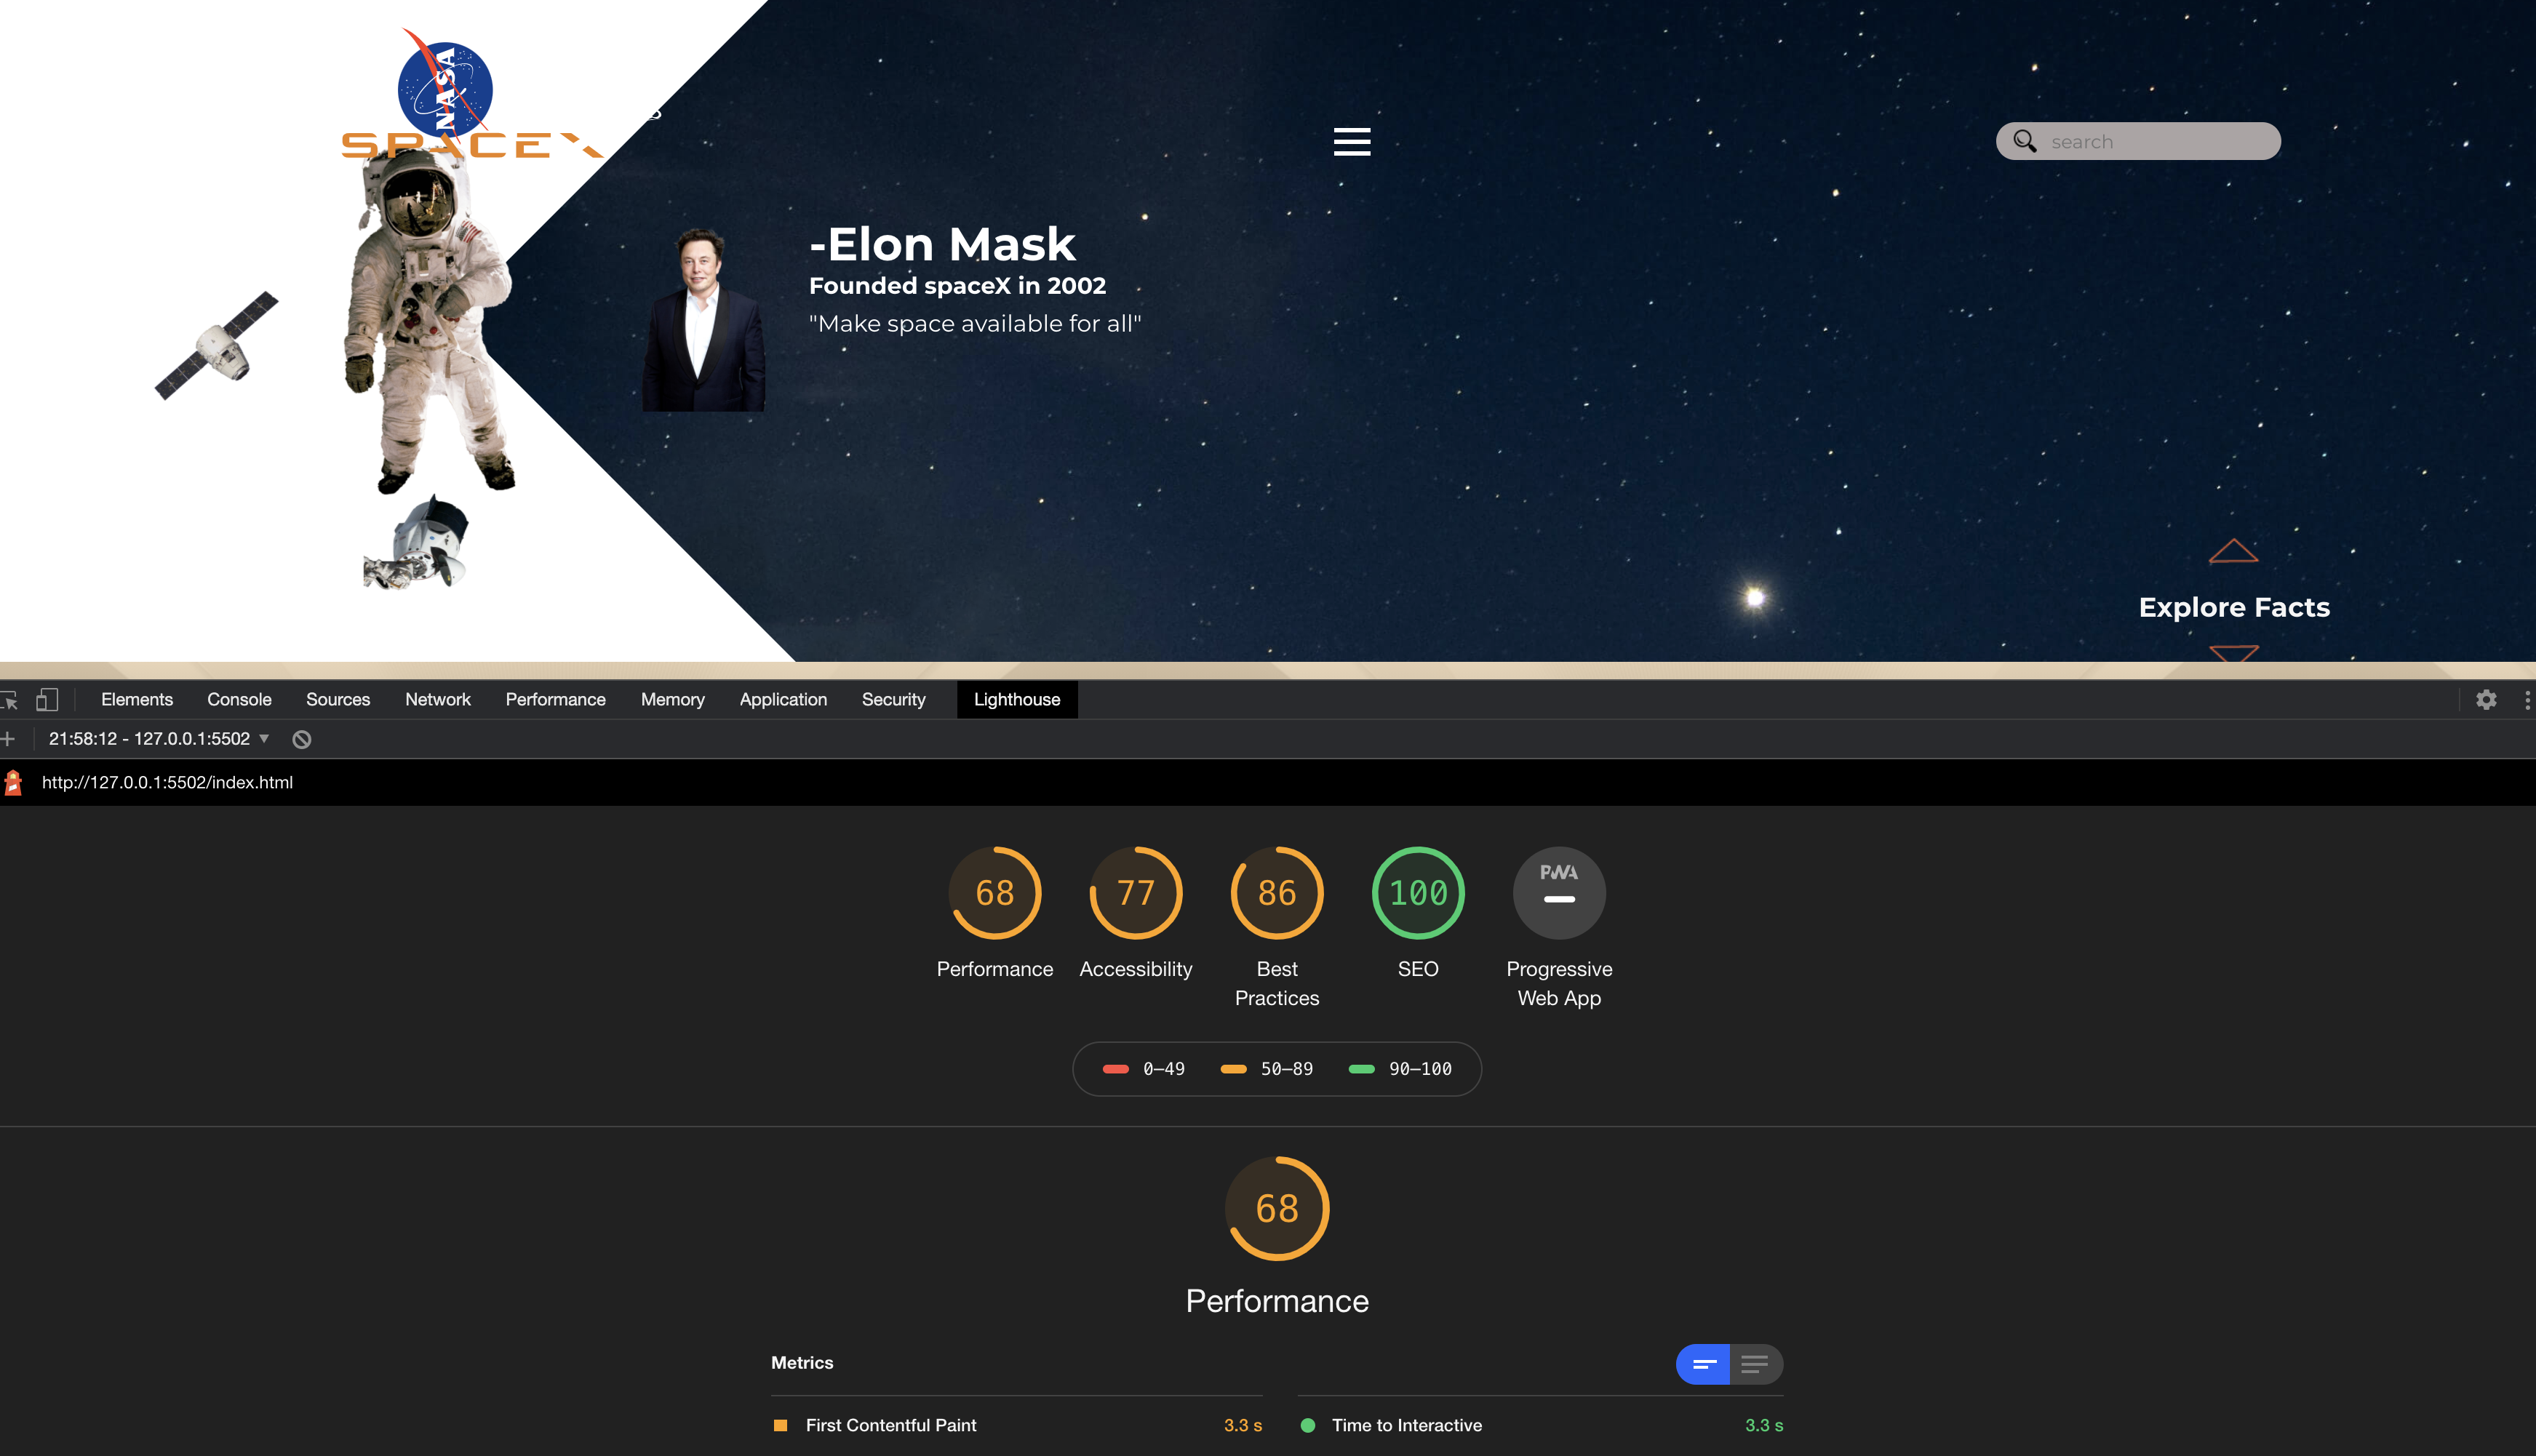 NASA
SPACEX
search
-Elon Mask
Founded spaceX in 2002
"Make space available for all"
Explore Facts
Elements Console Sources Network Performance Memory Application Security Lighthouse
21:58:12 - 127.0.0.1:5502
http://127.0.0.1:5502/index.html
68 77 86 100 PWA
Performance Accessibility Best Practices SEO Progressive Web App
0–49 50–89 90–100
68
Performance
Metrics
First Contentful Paint 3.3 s Time to Interactive 3.3 s